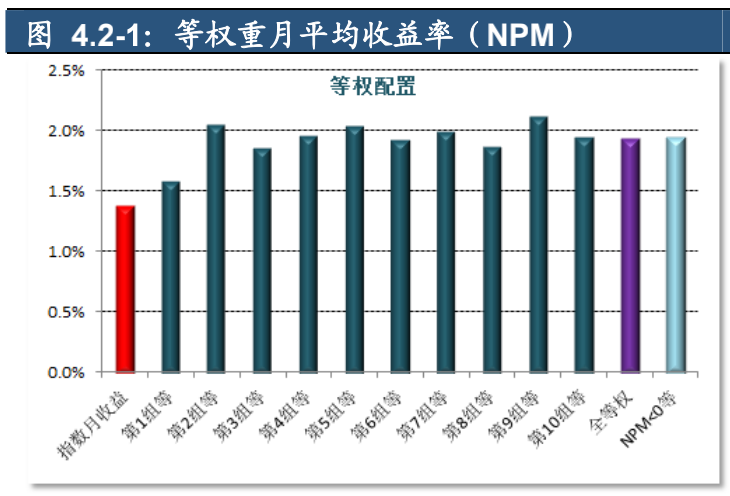 图 4.2-1：等权重月平均收益率（NPM）
等权配置
2.5%
2.0%
1.5%
1.0%
0.5%
0.0%
指数月收益
第1组等
第2组等
第3组等
第4组等
第5组等
第6组等
第7组等
第8组等
第9组等
第10组等
全等权
NPM<0等